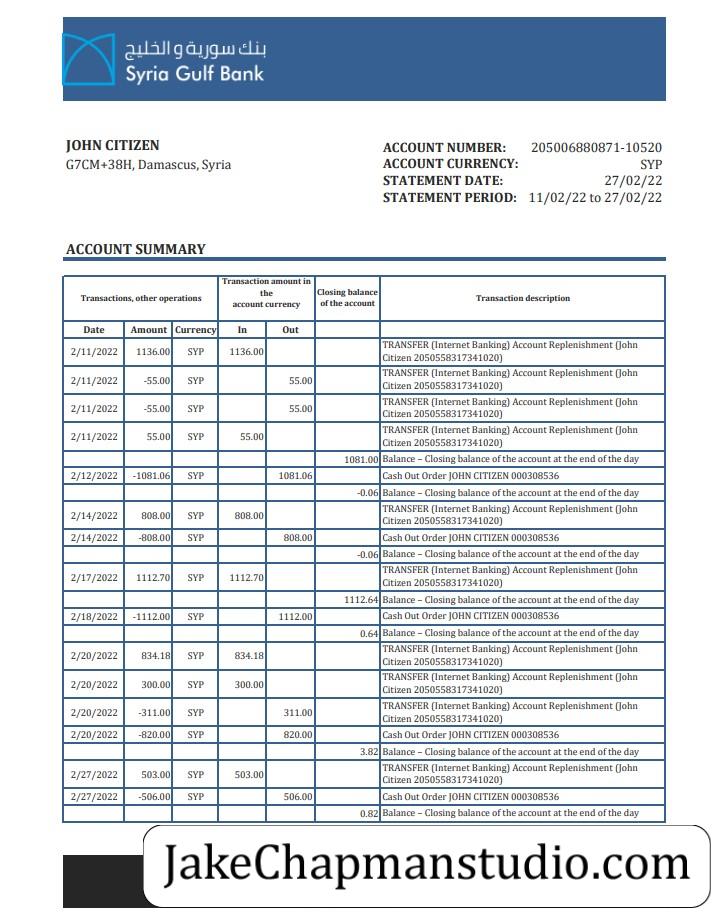 بنك سورية و الخليج
Syria Gulf Bank
JOHN CITIZEN
G7CM+38H, Damascus, Syria
ACCOUNT NUMBER: 205006880871-10520
ACCOUNT CURRENCY: SYP
STATEMENT DATE: 27/02/22
STATEMENT PERIOD: 11/02/22 to 27/02/22
ACCOUNT SUMMARY
Transactions, other operations
Transaction amount in
the
account currency
Closing balance
of the account
Transaction description
Date Amount Currency In Out
2/11/2022 1136.00 SYP 1136.00 TRANSFER (Internet Banking) Account Replenishment (John
Citizen 2050558317341020)
2/11/2022 -55.00 SYP 55.00 TRANSFER (Internet Banking) Account Replenishment (John
Citizen 2050558317341020)
2/11/2022 -55.00 SYP 55.00 TRANSFER (Internet Banking) Account Replenishment (John
Citizen 2050558317341020)
2/11/2022 55.00 SYP 55.00 TRANSFER (Internet Banking) Account Replenishment (John
Citizen 2050558317341020)
1081.00 Balance – Closing balance of the account at the end of the day
2/12/2022 -1081.06 SYP 1081.06 Cash Out Order JOHN CITIZEN 000308536
-0.06 Balance – Closing balance of the account at the end of the day
2/14/2022 808.00 SYP 808.00 TRANSFER (Internet Banking) Account Replenishment (John
Citizen 2050558317341020)
2/14/2022 -808.00 SYP 808.00 Cash Out Order JOHN CITIZEN 000308536
-0.06 Balance – Closing balance of the account at the end of the day
2/17/2022 1112.70 SYP 1112.70 TRANSFER (Internet Banking) Account Replenishment (John
Citizen 2050558317341020)
1112.64 Balance – Closing balance of the account at the end of the day
2/18/2022 -1112.00 SYP 1112.00 Cash Out Order JOHN CITIZEN 000308536
0.64 Balance – Closing balance of the account at the end of the day
2/20/2022 834.18 SYP 834.18 TRANSFER (Internet Banking) Account Replenishment (John
Citizen 2050558317341020)
2/20/2022 300.00 SYP 300.00 TRANSFER (Internet Banking) Account Replenishment (John
Citizen 2050558317341020)
2/20/2022 -311.00 SYP 311.00 TRANSFER (Internet Banking) Account Replenishment (John
Citizen 2050558317341020)
2/20/2022 -820.00 SYP 820.00 Cash Out Order JOHN CITIZEN 000308536
3.82 Balance – Closing balance of the account at the end of the day
2/27/2022 503.00 SYP 503.00 TRANSFER (Internet Banking) Account Replenishment (John
Citizen 2050558317341020)
2/27/2022 -506.00 SYP 506.00 Cash Out Order JOHN CITIZEN 000308536
0.82 Balance – Closing balance of the account at the end of the day
JakeChapmanstudio.com